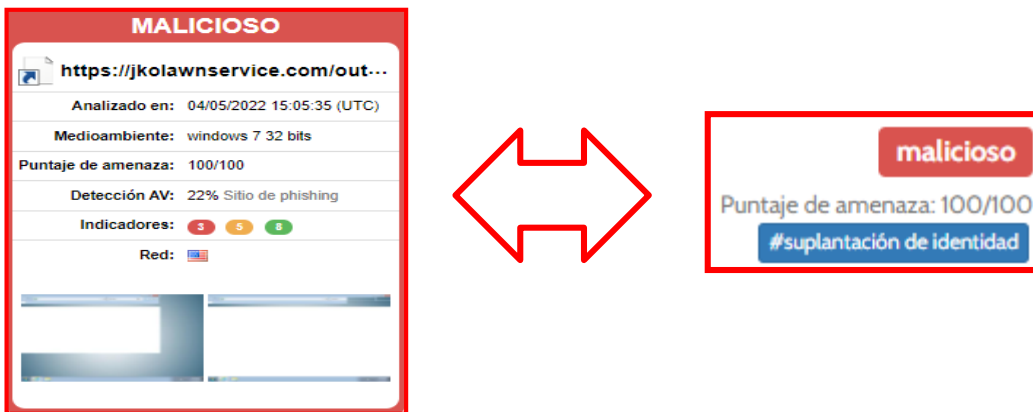 MALICIOSO
https://jkolawnservice.com/out···
Analizado en: 04/05/2022 15:05:35 (UTC)
Medioambiente: windows 7 32 bits
Puntaje de amenaza: 100/100
Detección AV: 22% Sitio de phishing
Indicadores: 3 5 8
Red:
malicioso
Puntaje de amenaza: 100/100
#suplantación de identidad